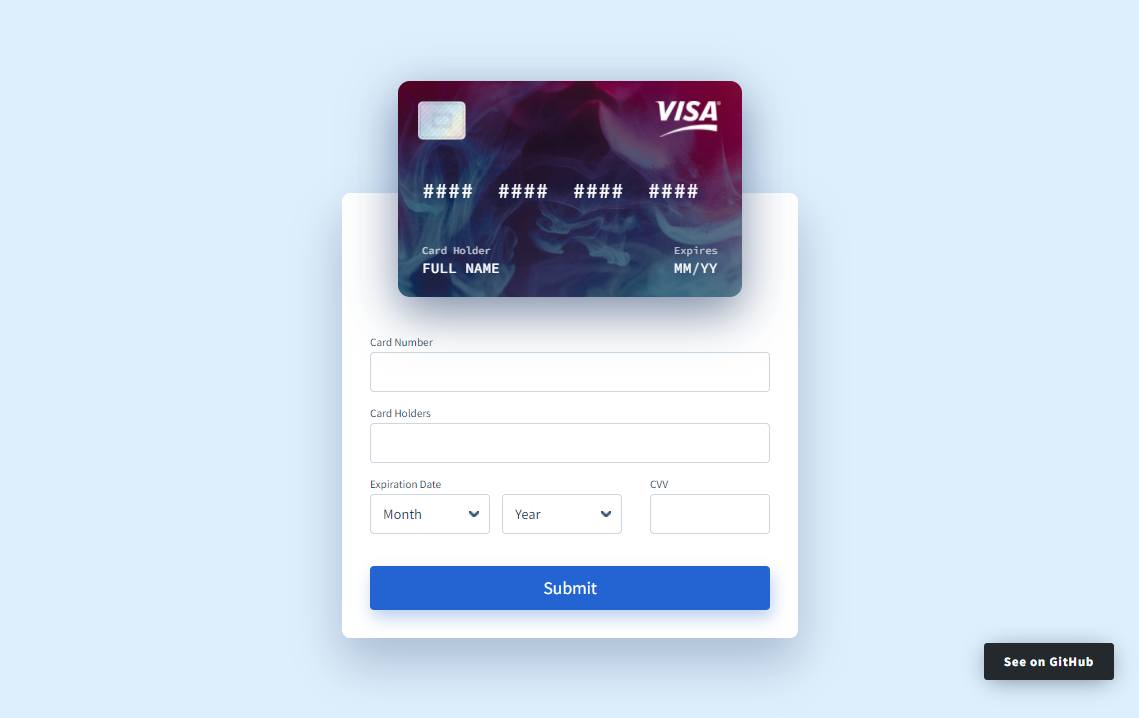 VISA
#### #### #### ####
Card Holder
Expires
FULL NAME
MM/YY
Card Number
Card Holders
Expiration Date
CVV
Month
Year
Submit
See on GitHub